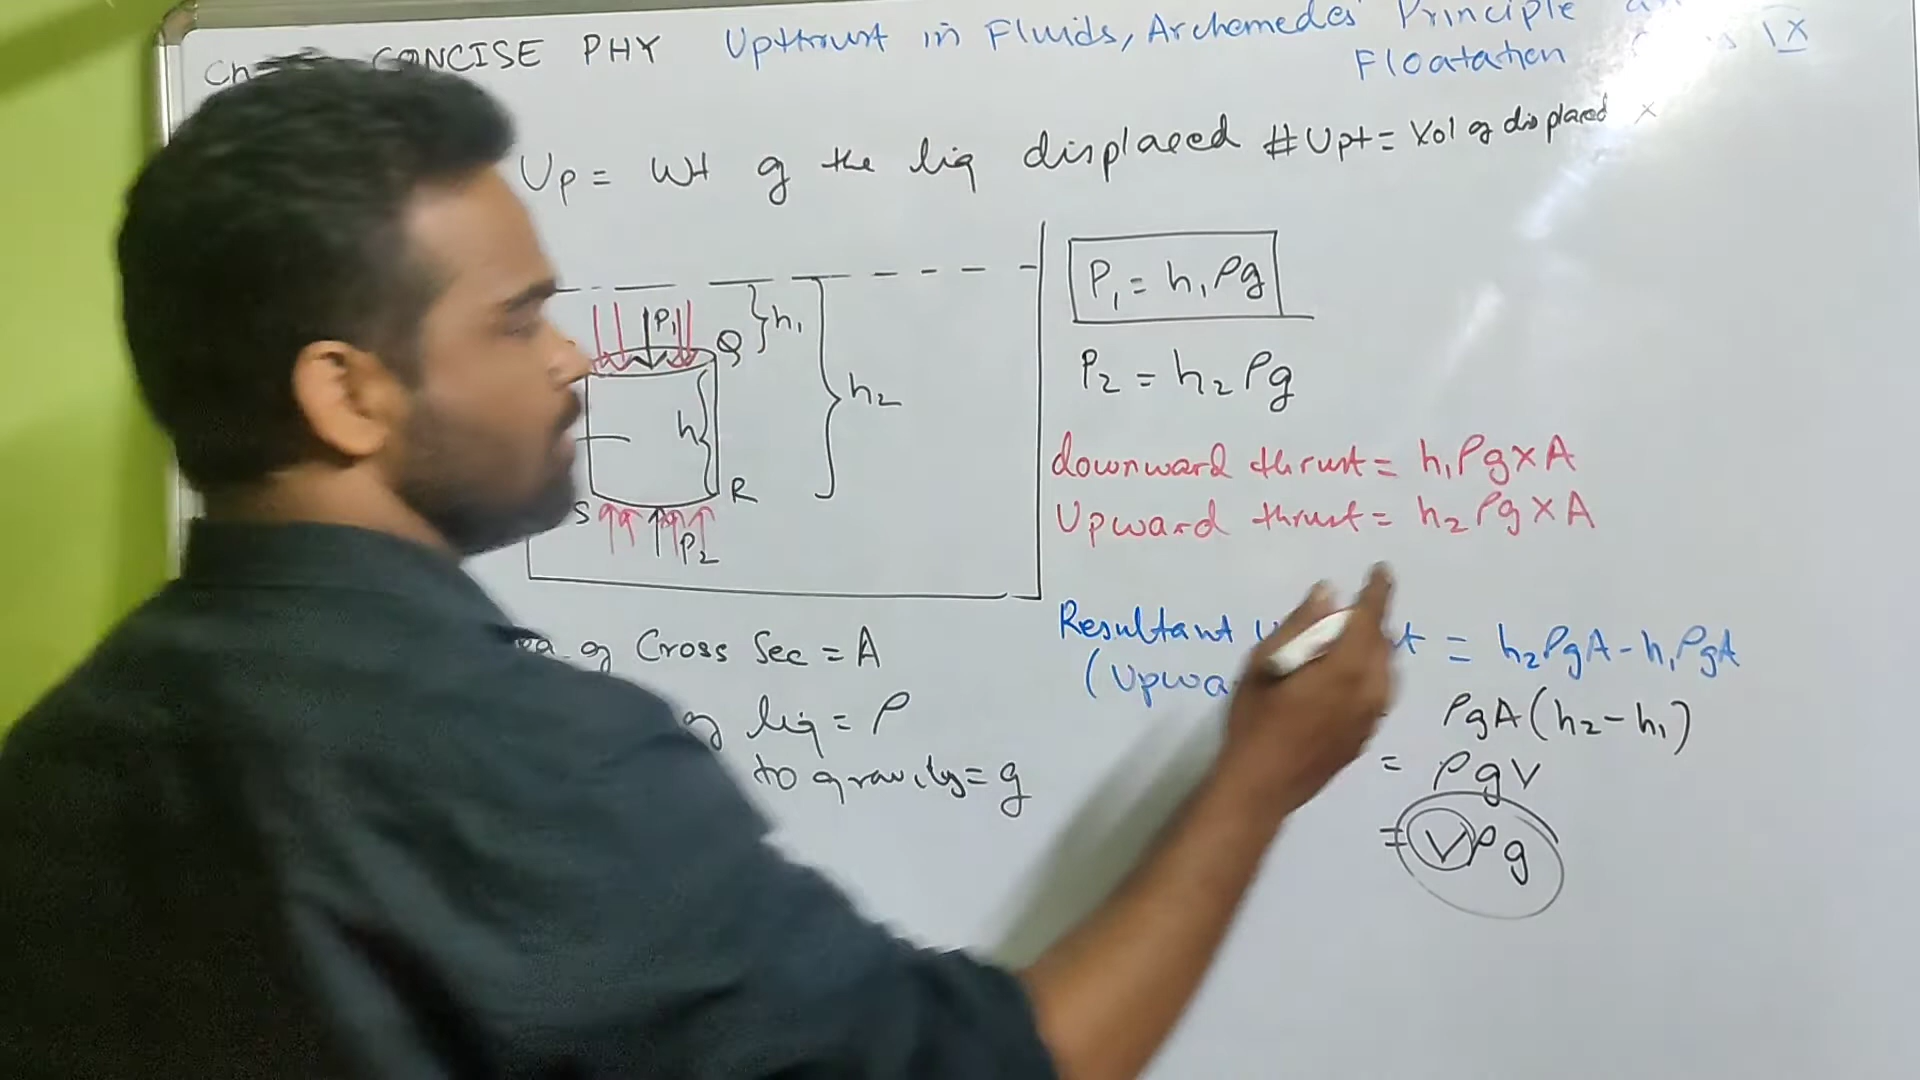 Ch CONCISE PHY Upthrust in Fluids, Archemedes' Principle
Floatation IX
Up = Wt of the liq displaced # Upt = Vol of displaced ×
P₁
Q
}h₁
h₂
h
S
R
P₂
P₁ = h₁ρg
P₂ = h₂ρg
downward thrust = h₁ρg×A
Upward thrust = h₂ρg×A
Resultant = h₂ρgA - h₁ρgA
= ρgA(h₂-h₁)
= ρgV
= Vρg
of Cross Sec = A
of liq = ρ
to gravity = g